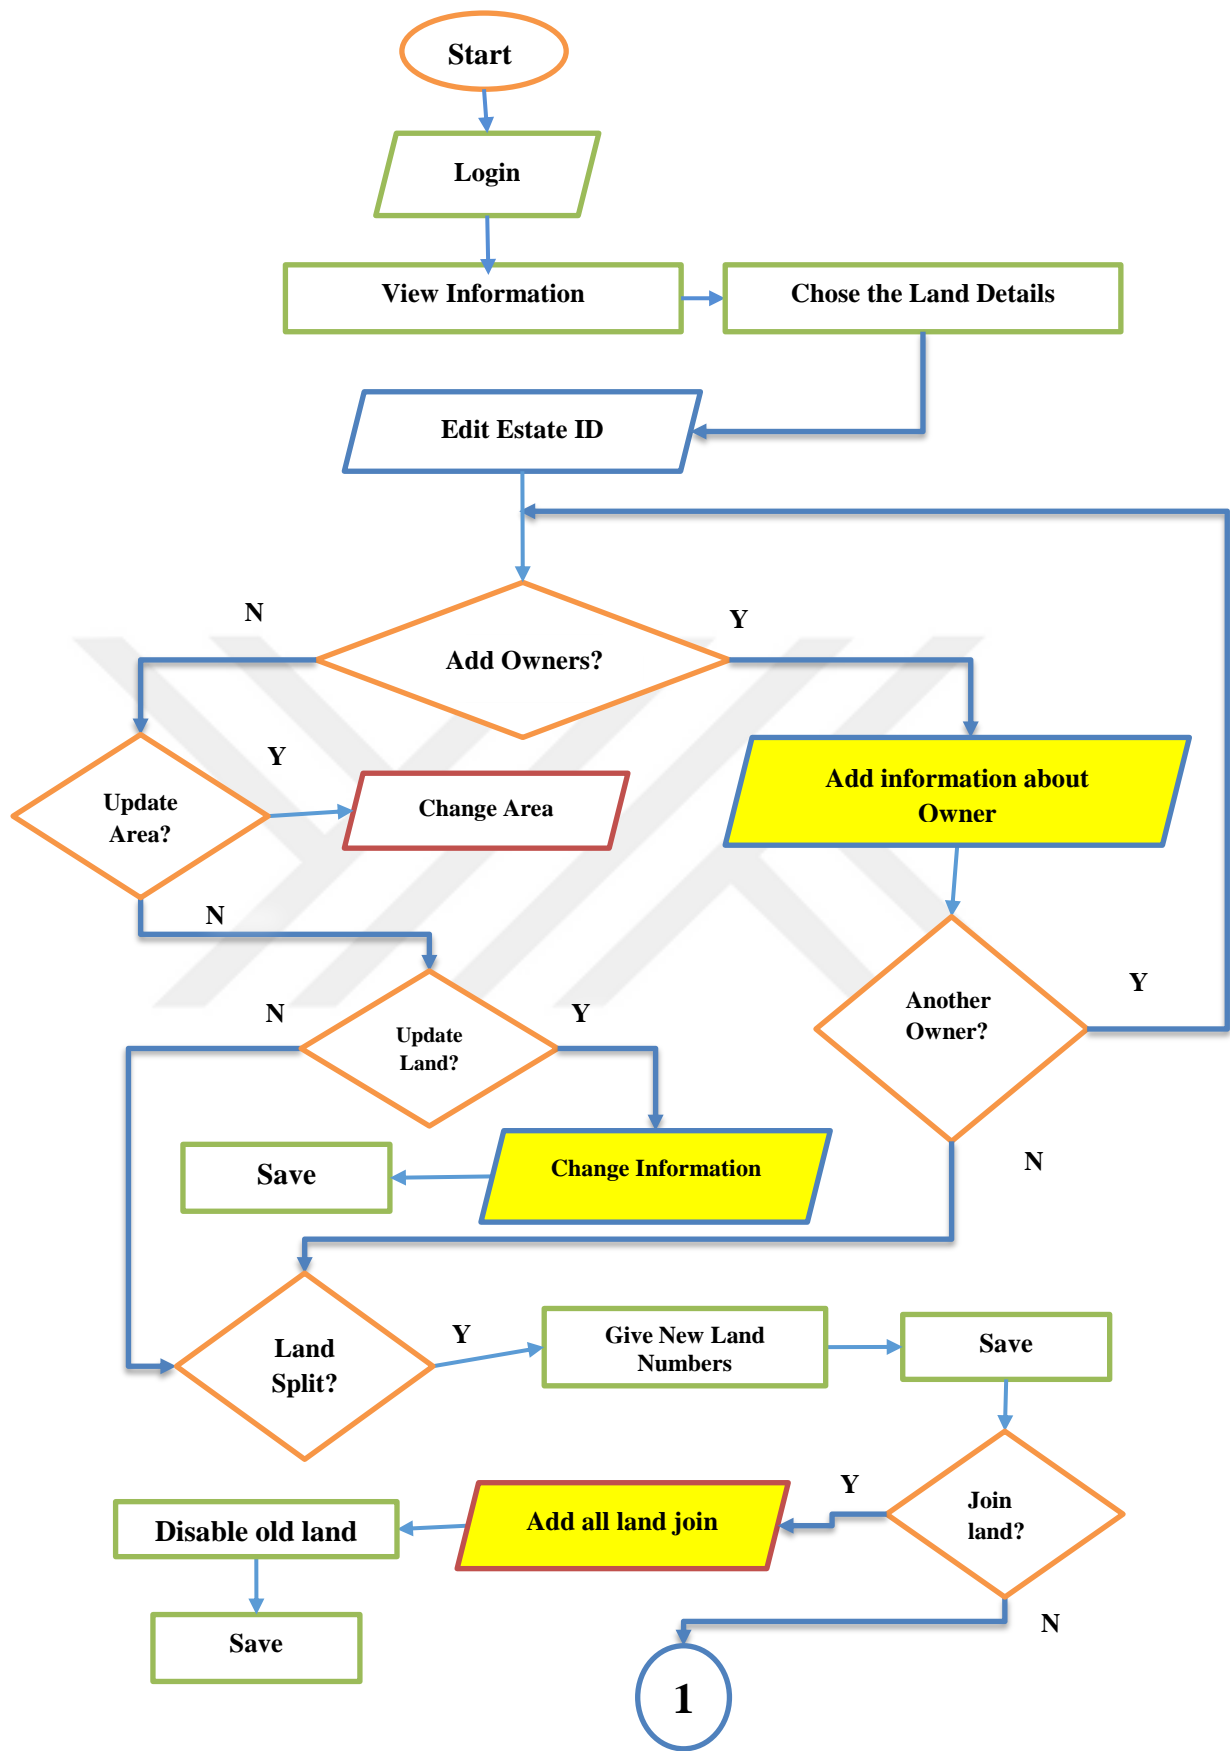 Start
Login
View Information
Chose the Land Details
Edit Estate ID
N
Y
Add Owners?
Y
Update
Area?
Change Area
Add information about
Owner
N
N
Y
Update
Land?
Another
Owner?
Y
Save
Change Information
N
Land
Split?
Y
Give New Land
Numbers
Save
Disable old land
Add all land join
Y
Join
land?
Save
N
1